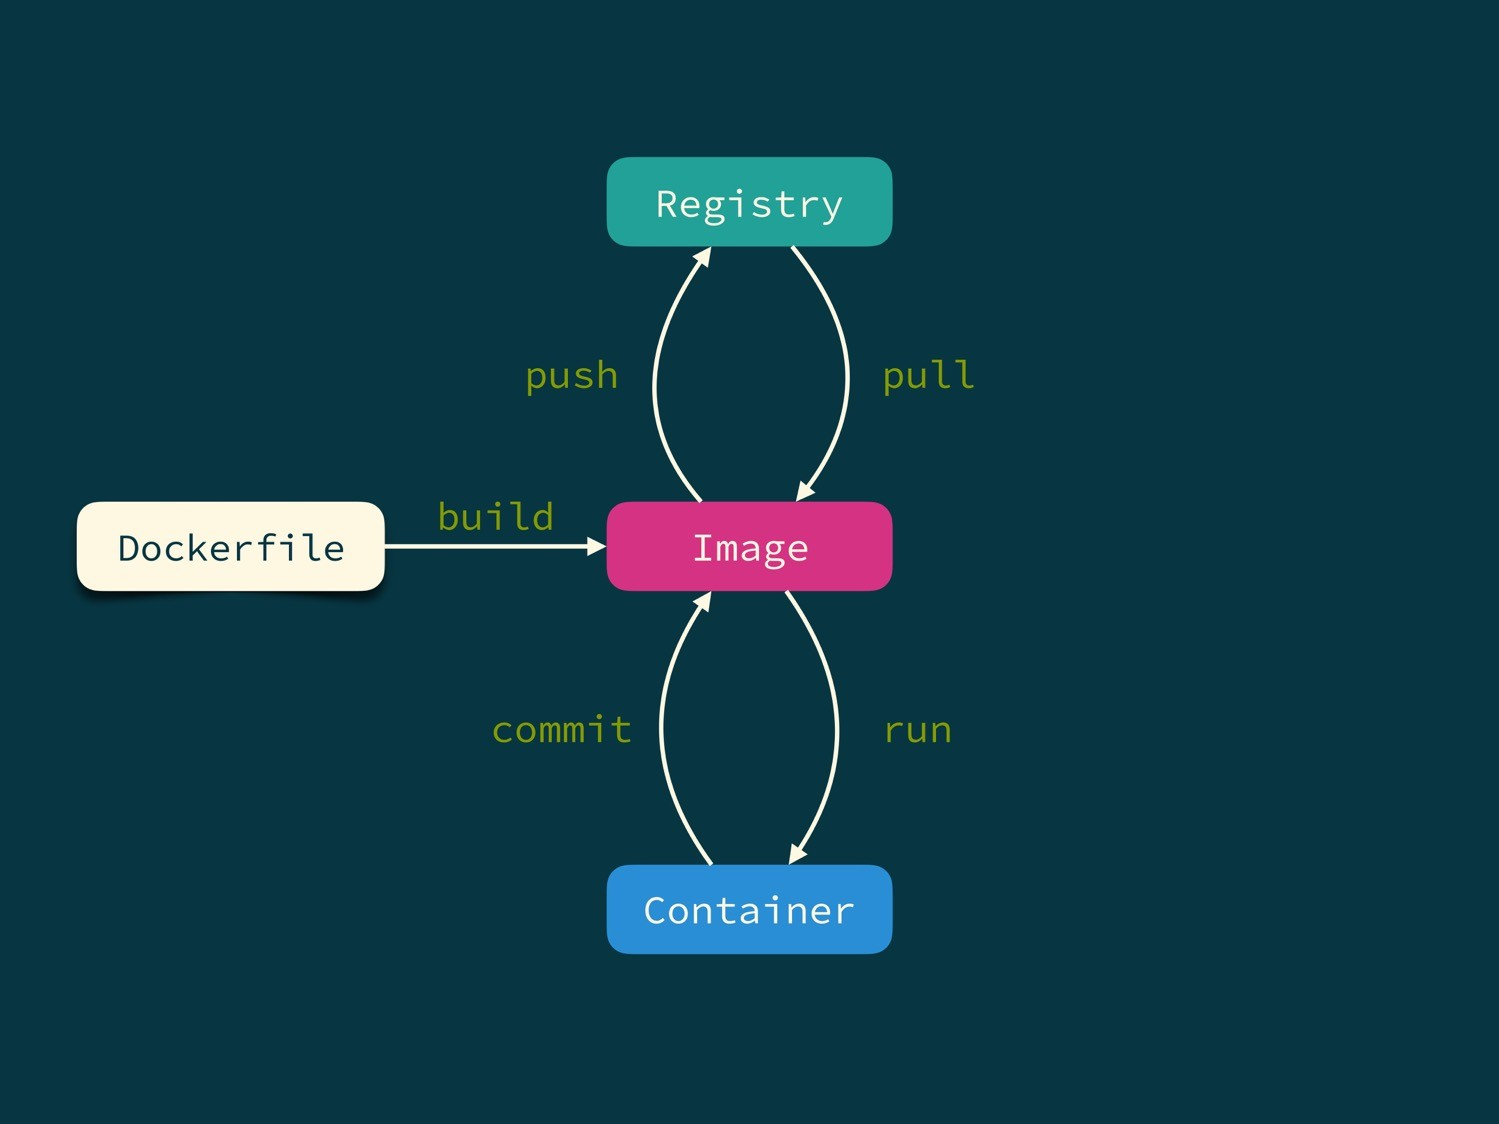 Registry
push
pull
build
Dockerfile
Image
commit
run
Container